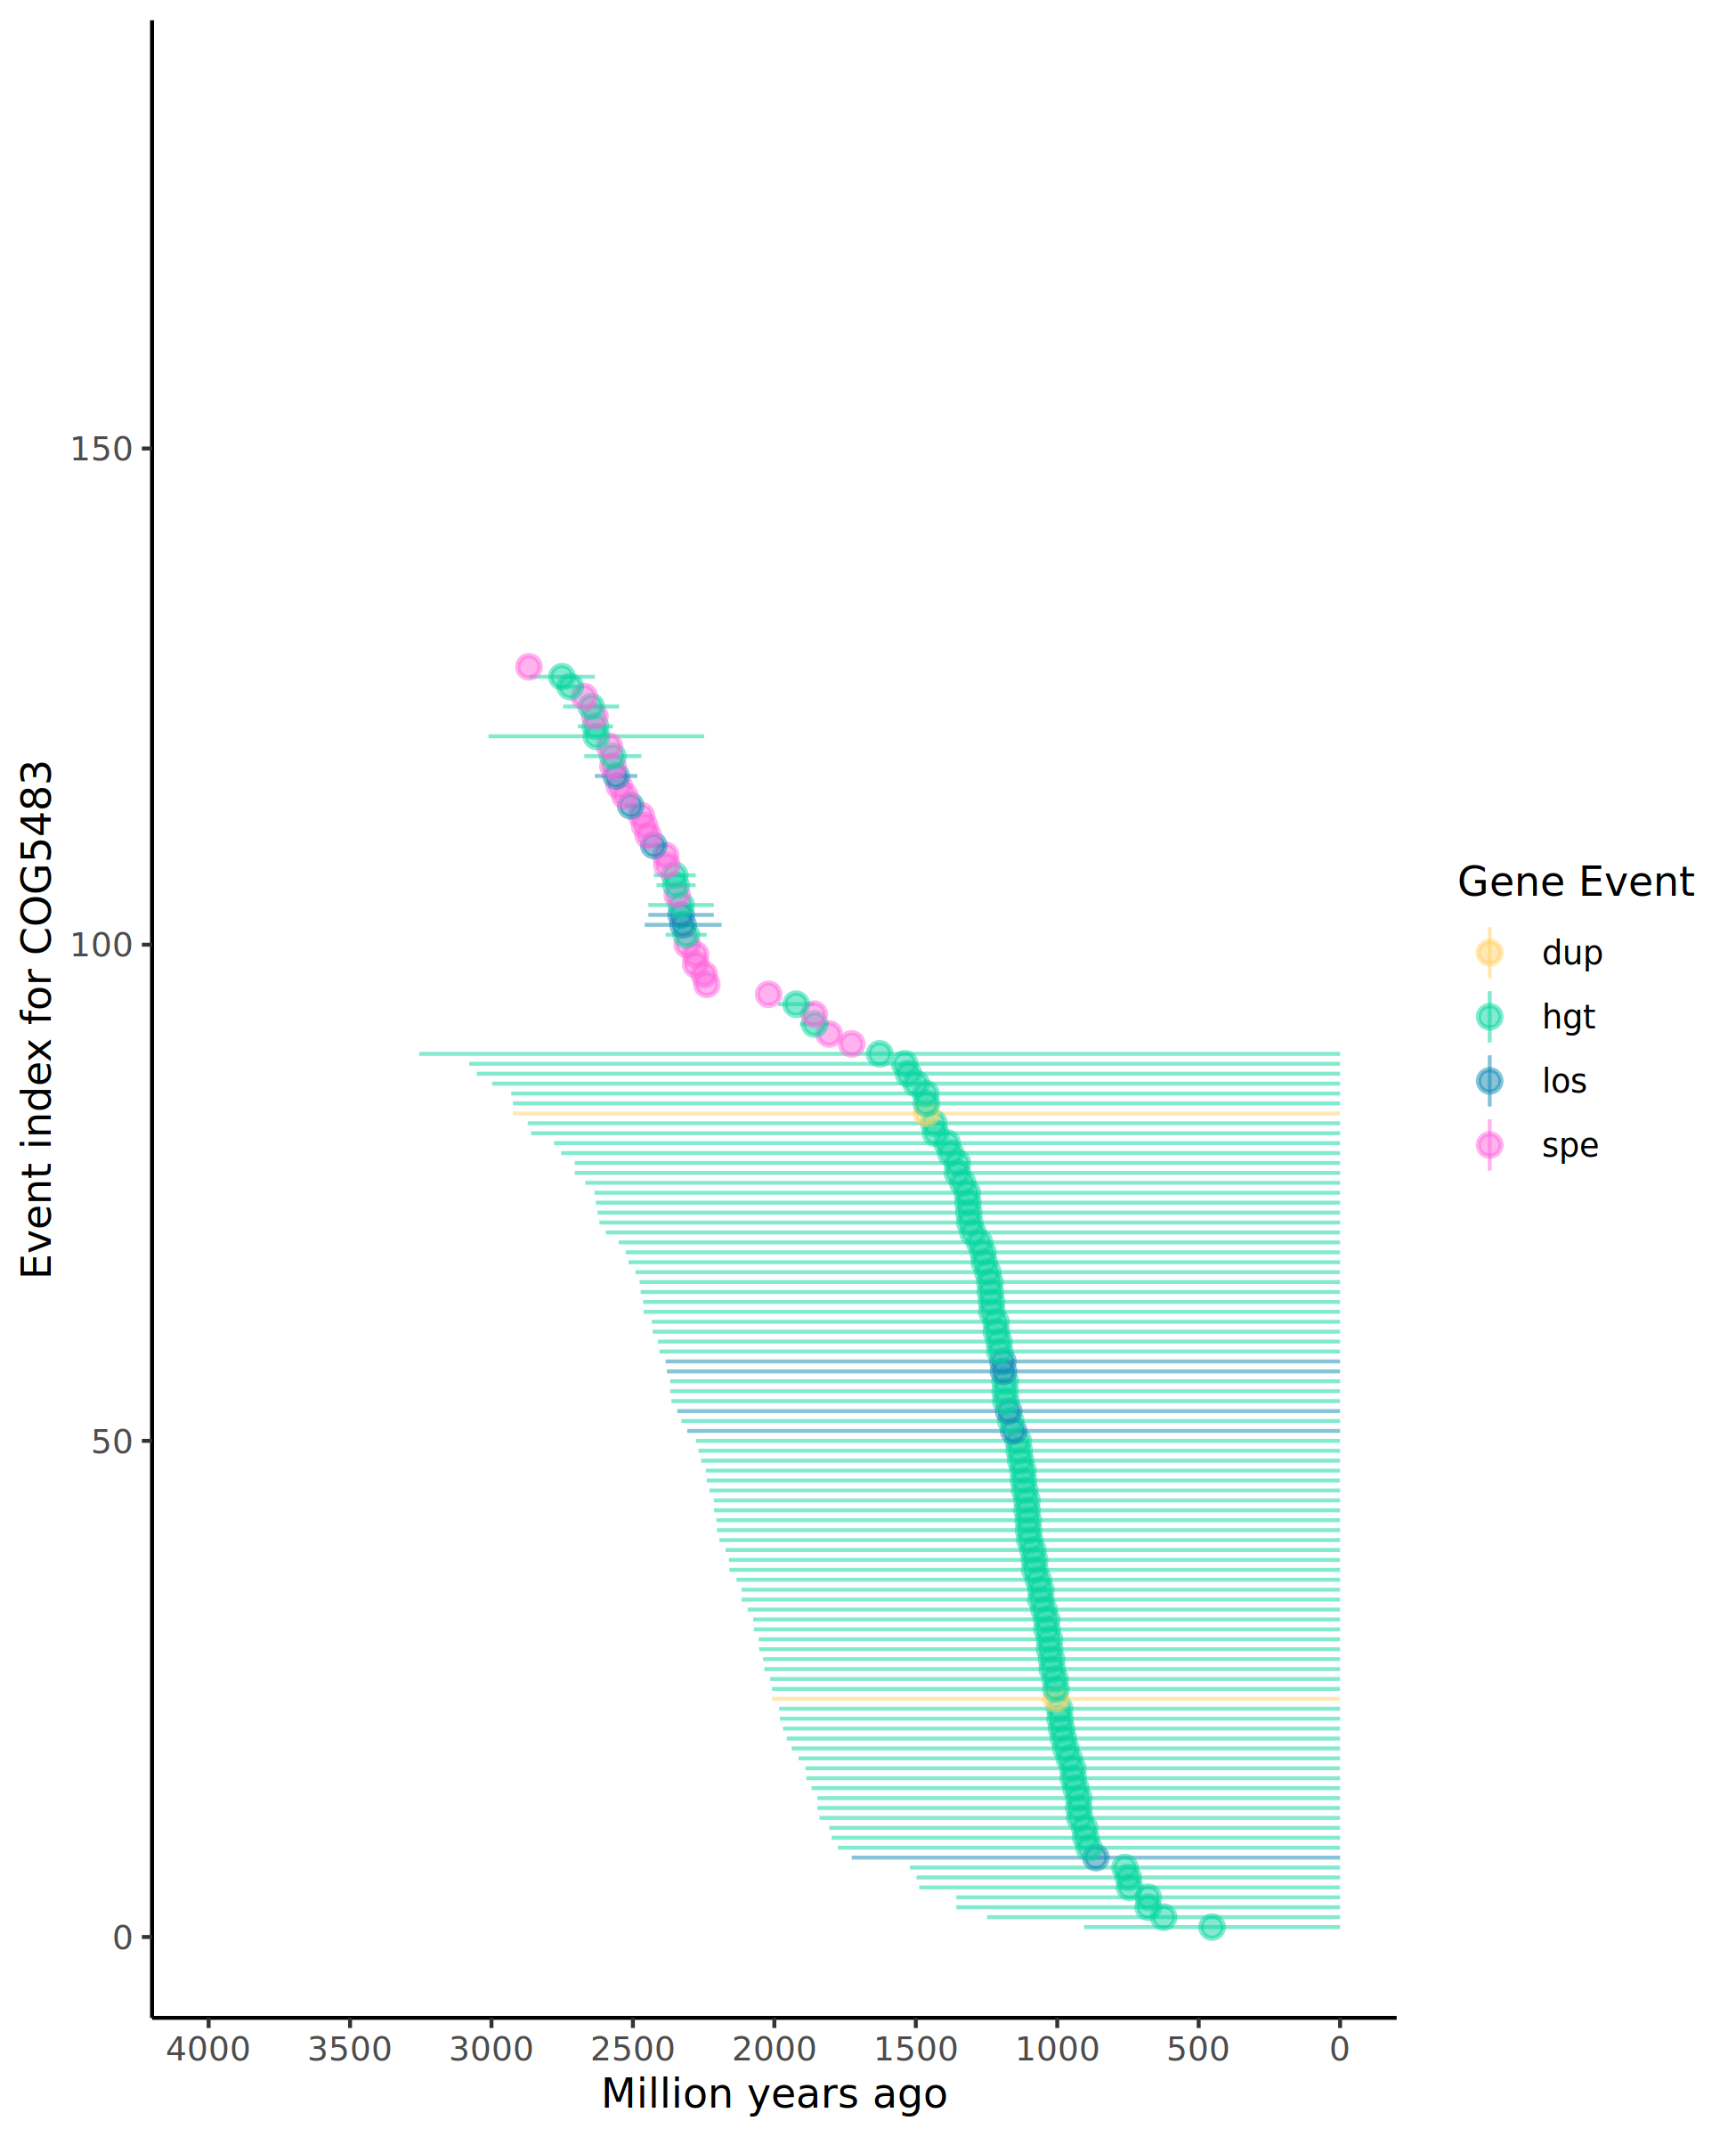 Event index for COG5483
150
100
50
0
4000 3500 3000 2500 2000 1500 1000 500 0
Million years ago
Gene Event
dup
hgt
los
spe